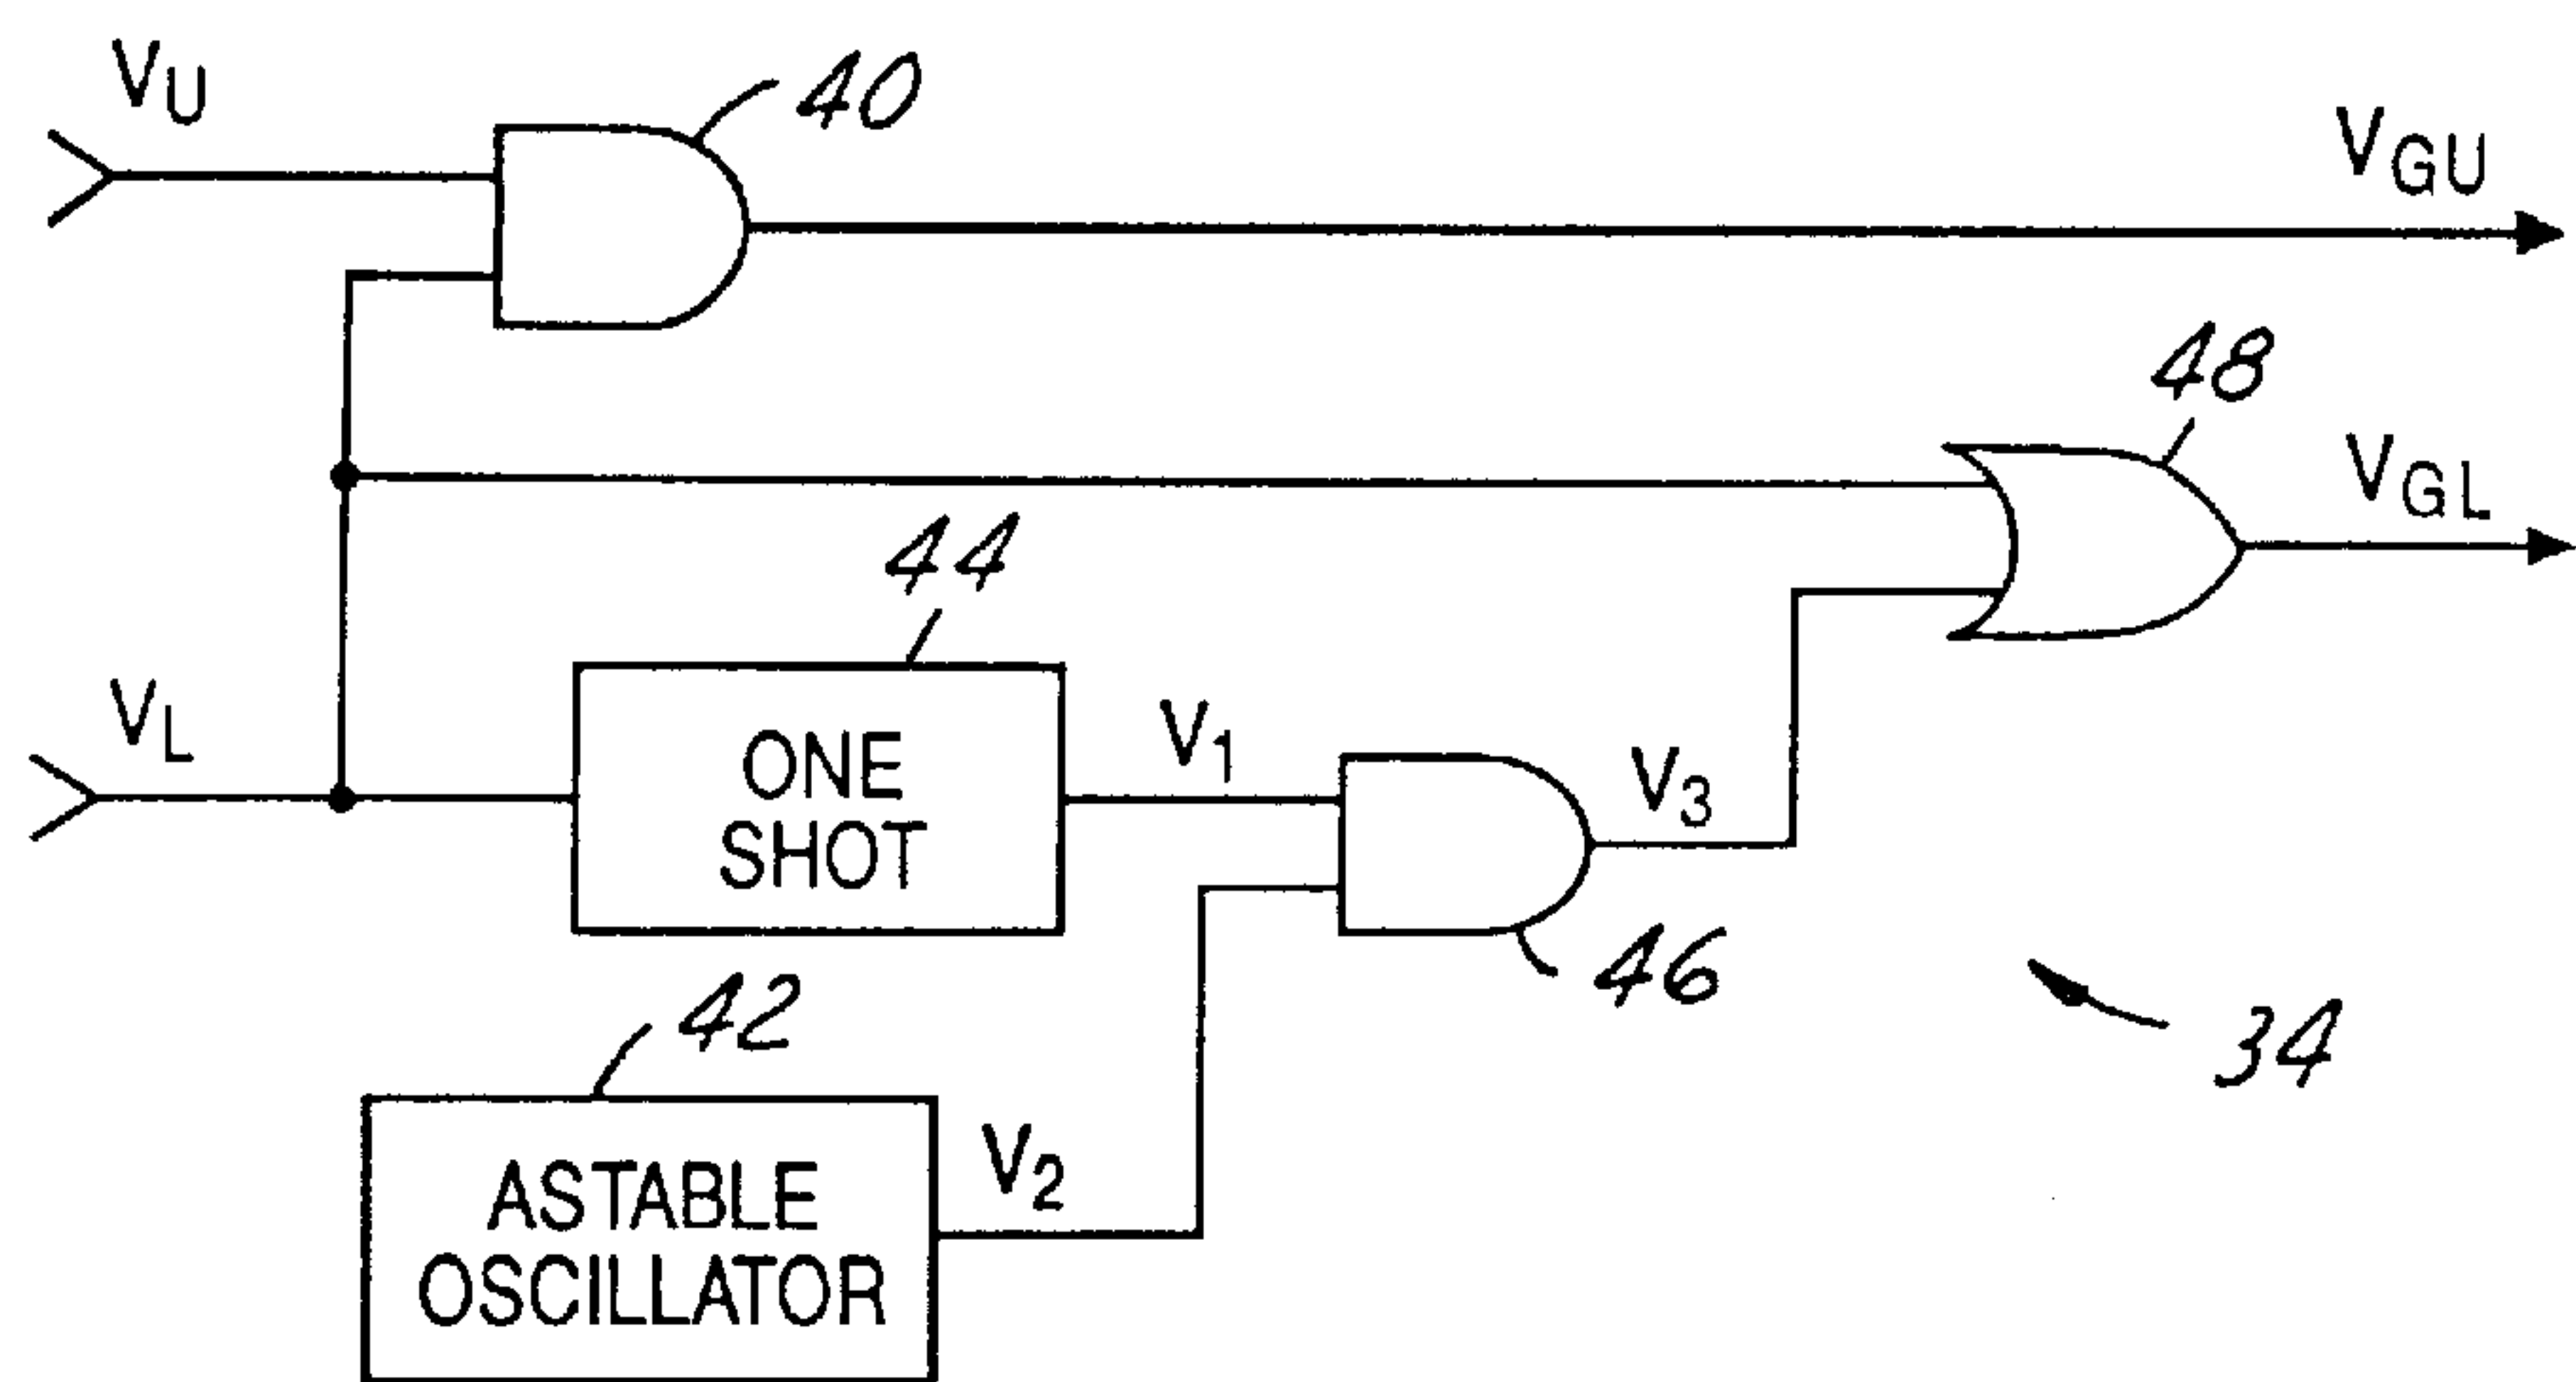 VU
40
VGU
48
VGL
44
VL
ONE
SHOT
V1
V3
46
42
34
V2
ASTABLE
OSCILLATOR